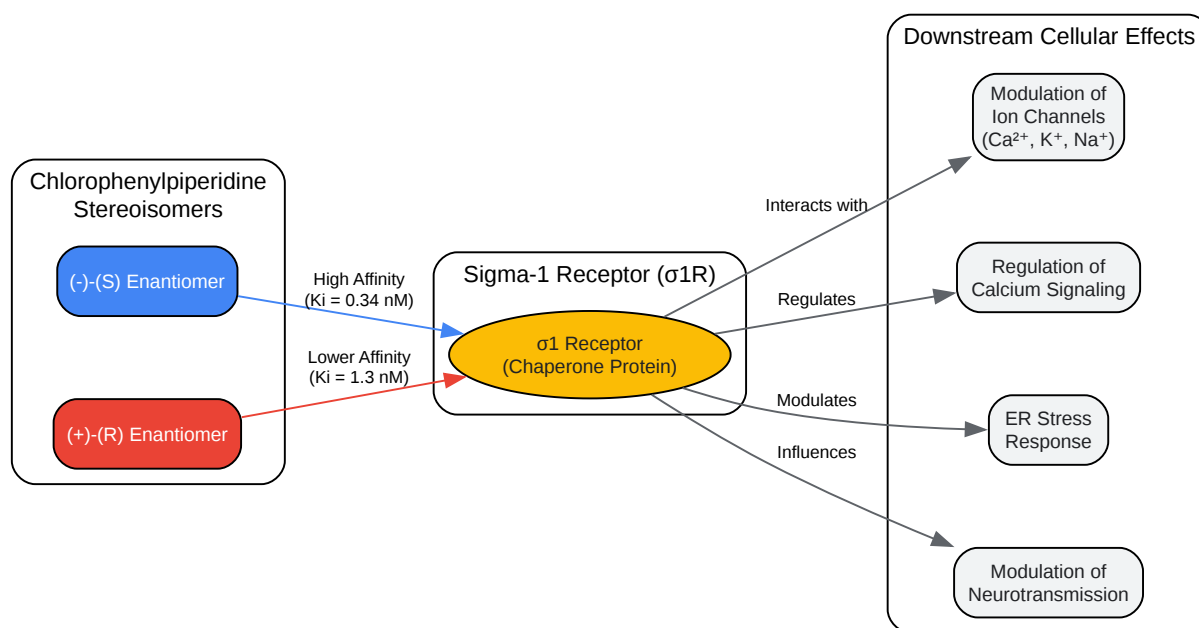 Chlorophenylpiperidine
Stereoisomers
(-)-(S) Enantiomer
(+)-(R) Enantiomer
High Affinity
(Ki = 0.34 nM)
Lower Affinity
(Ki = 1.3 nM)
Sigma-1 Receptor (σ1R)
σ1 Receptor
(Chaperone Protein)
Interacts with
Regulates
Modulates
Influences
Downstream Cellular Effects
Modulation of
Ion Channels
(Ca²⁺, K⁺, Na⁺)
Regulation of
Calcium Signaling
ER Stress
Response
Modulation of
Neurotransmission